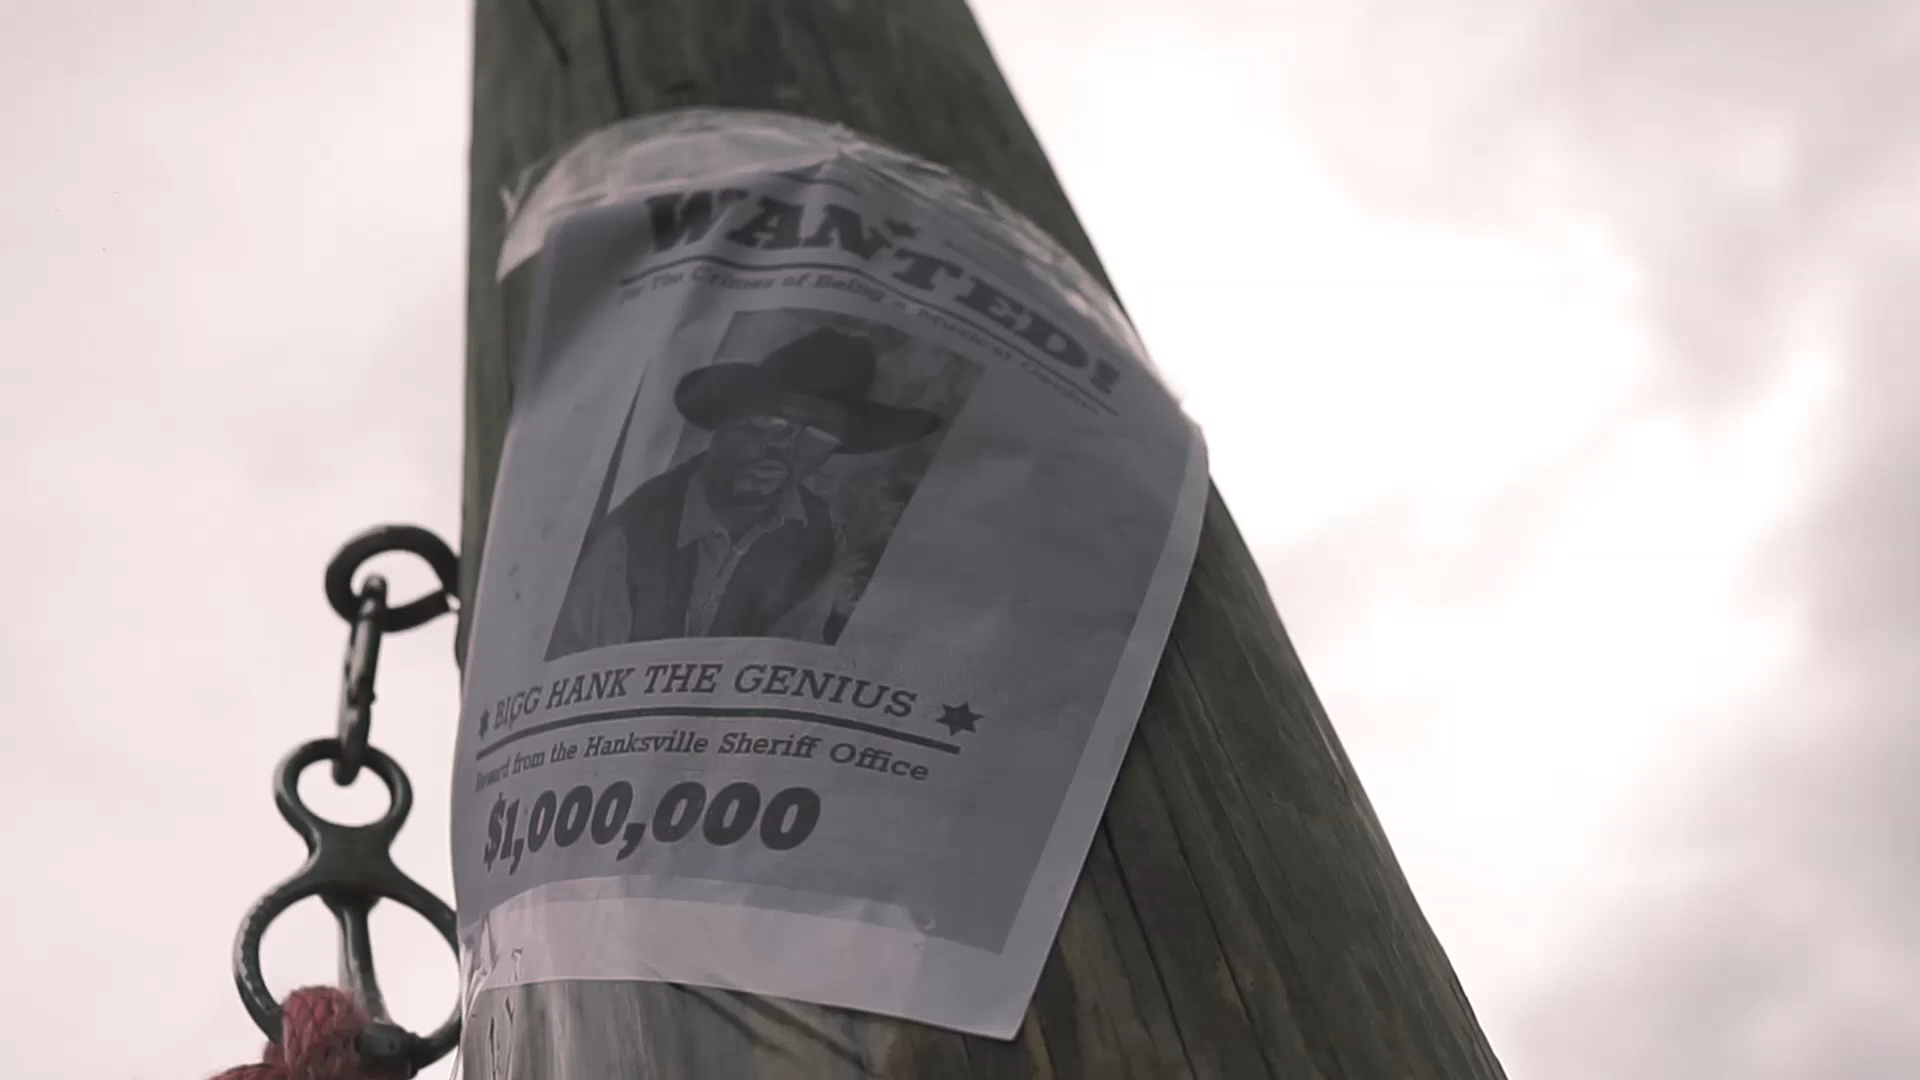 WANTED!
For The Crimes of Being a Musical Genius
BIGG HANK THE GENIUS
Reward from the Hanksville Sheriff Office
$1,000,000